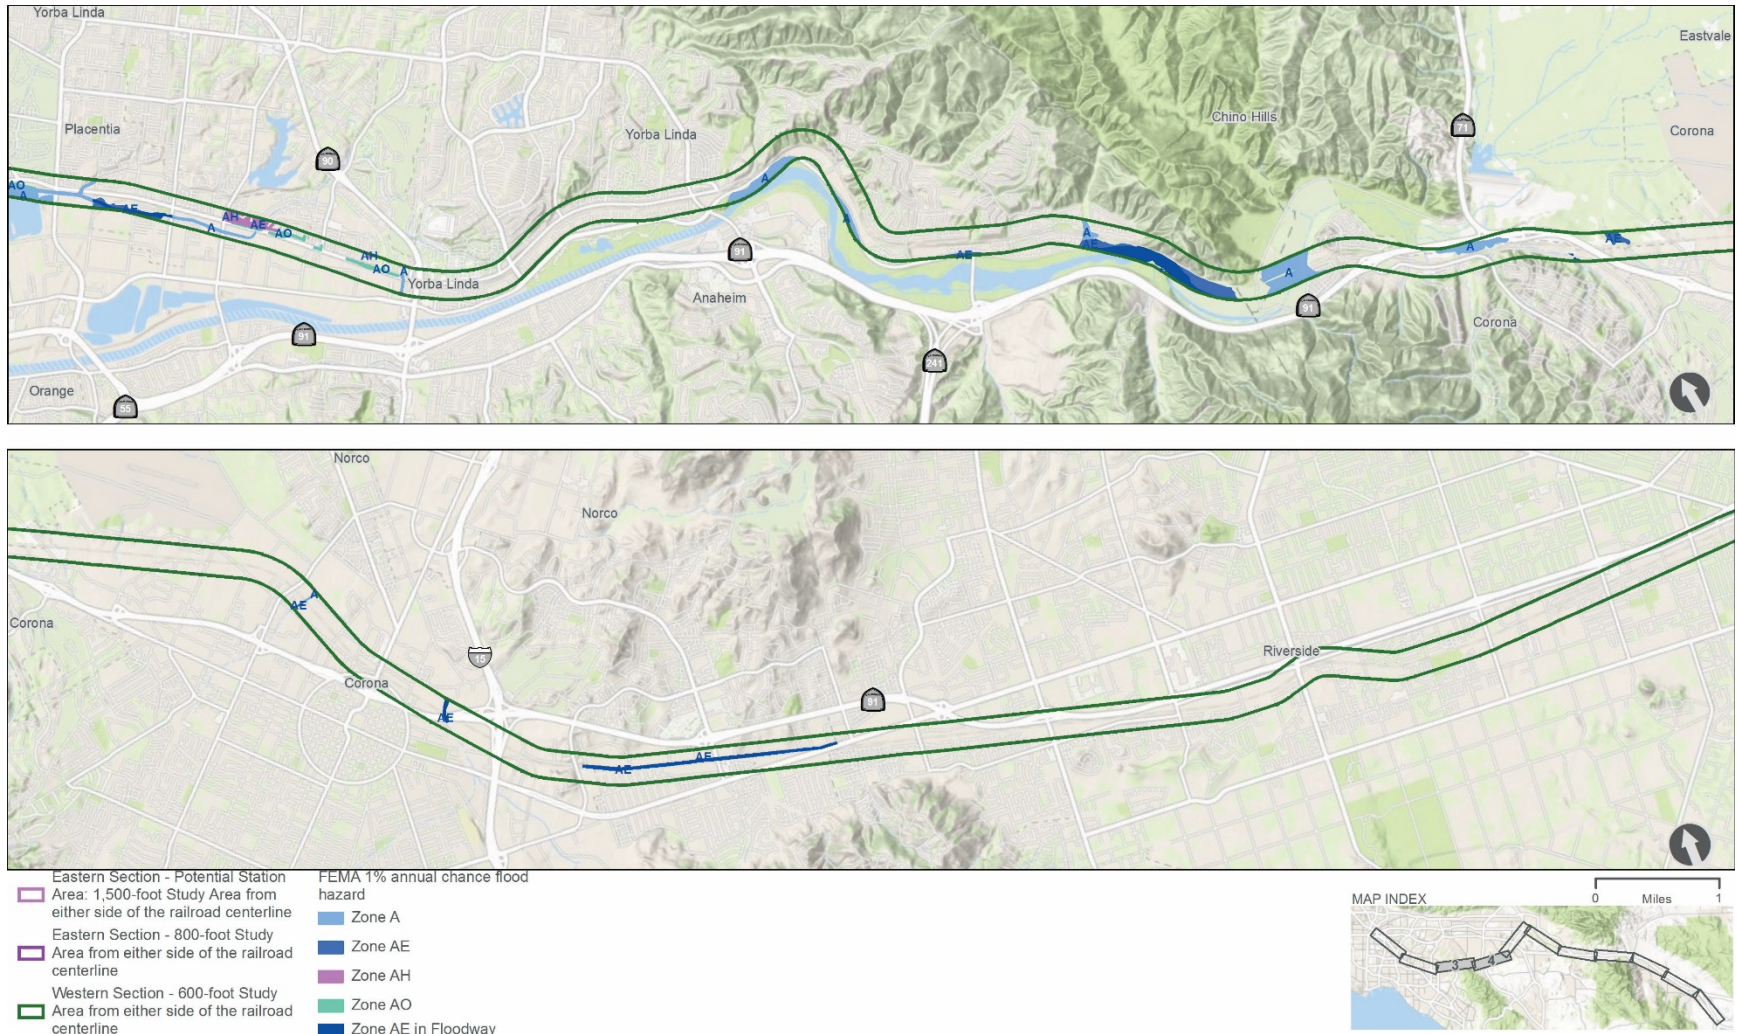 Yorba Linda
Eastvale
Placentia
Yorba Linda
Chino Hills
71
Corona
90
AO
A
AE
AH
AE
AO
A
AH
AO
A
Yorba Linda
A
A
91
Anaheim
AE
A
AE
A
91
A
AE
Corona
91
241
Orange
55
Norco
Norco
AE
A
Corona
15
Corona
AE
91
Riverside
AE
AE
Eastern Section - Potential Station
Area: 1,500-foot Study Area from
either side of the railroad centerline
Eastern Section - 800-foot Study
Area from either side of the railroad
centerline
Western Section - 600-foot Study
Area from either side of the railroad
centerline
FEMA 1% annual chance flood
hazard
Zone A
Zone AE
Zone AH
Zone AO
Zone AE in Floodway
MAP INDEX
0 Miles 1
3
4